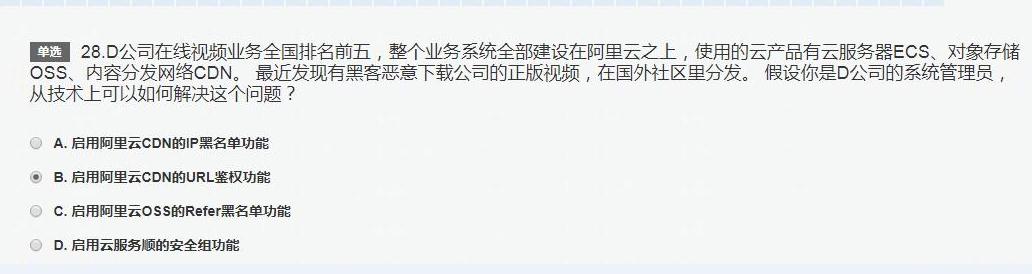 单选 28.D公司在线视频业务全国排名前五，整个业务系统全部建设在阿里云之上，使用的云产品有云服务器ECS、对象存储
OSS、内容分发网络CDN。 最近发现有黑客恶意下载公司的正版视频，在国外社区里分发。 假设你是D公司的系统管理员，
从技术上可以如何解决这个问题？
A. 启用阿里云CDN的IP黑名单功能
B. 启用阿里云CDN的URL鉴权功能
C. 启用阿里云OSS的Refer黑名单功能
D. 启用云服务顺的安全组功能